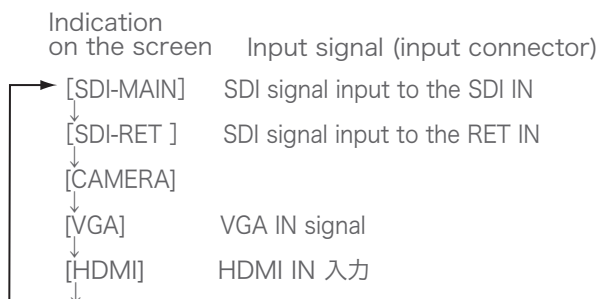 Indication
on the screen Input signal (input connector)
[SDI-MAIN] SDI signal input to the SDI IN
↓
[SDI-RET ] SDI signal input to the RET IN
↓
[CAMERA]
↓
[VGA] VGA IN signal
↓
[HDMI] HDMI IN 入力
↓